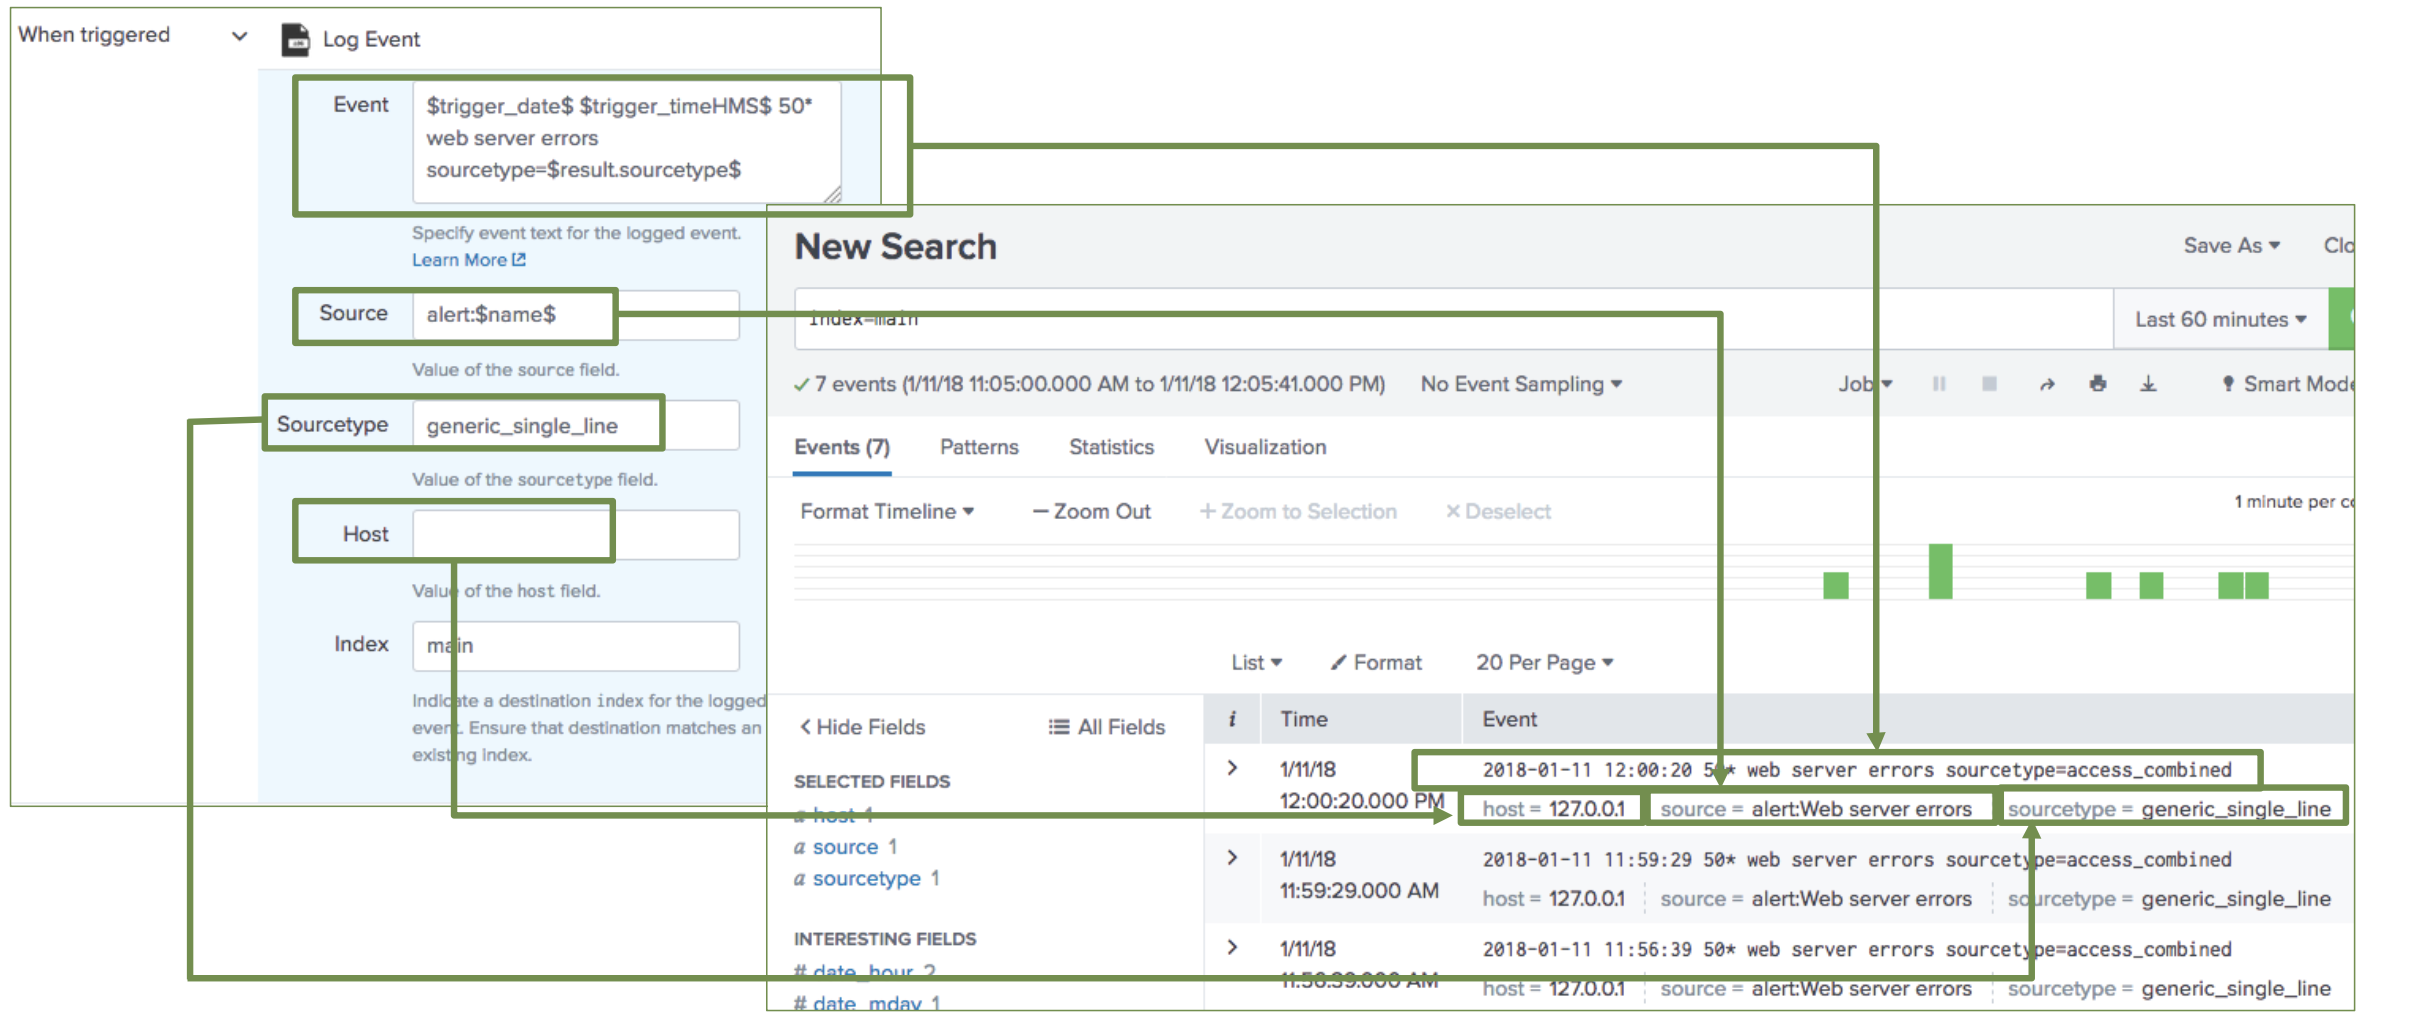 When triggered
Log Event
Event
$trigger_date$ $trigger_timeHMS$ 50*
web server errors
sourcetype=$result.sourcetype$
Specify event text for the logged event.
Learn More
Source
alert:$name$
Value of the source field.
Sourcetype
generic_single_line
Value of the sourcetype field.
Host
Value of the host field.
Index
main
Indicate a destination index for the logged
event. Ensure that destination matches an
existing index.
New Search
Save As
Clo
index=main
Last 60 minutes
7 events (1/11/18 11:05:00.000 AM to 1/11/18 12:05:41.000 PM)
No Event Sampling
Job
Smart Mode
Events (7)
Patterns
Statistics
Visualization
Format Timeline
− Zoom Out
+ Zoom to Selection
× Deselect
1 minute per co
List
Format
20 Per Page
< Hide Fields
All Fields
i
Time
Event
SELECTED FIELDS
a host 1
a source 1
a sourcetype 1
INTERESTING FIELDS
# date_hour 2
# date_mday 1
> 1/11/18
12:00:20.000 PM
2018-01-11 12:00:20 50* web server errors sourcetype=access_combined
host = 127.0.0.1 source = alert:Web server errors sourcetype = generic_single_line
> 1/11/18
11:59:29.000 AM
2018-01-11 11:59:29 50* web server errors sourcetype=access_combined
host = 127.0.0.1 source = alert:Web server errors sourcetype = generic_single_line
> 1/11/18
11:56:39.000 AM
2018-01-11 11:56:39 50* web server errors sourcetype=access_combined
host = 127.0.0.1 source = alert:Web server errors sourcetype = generic_single_line